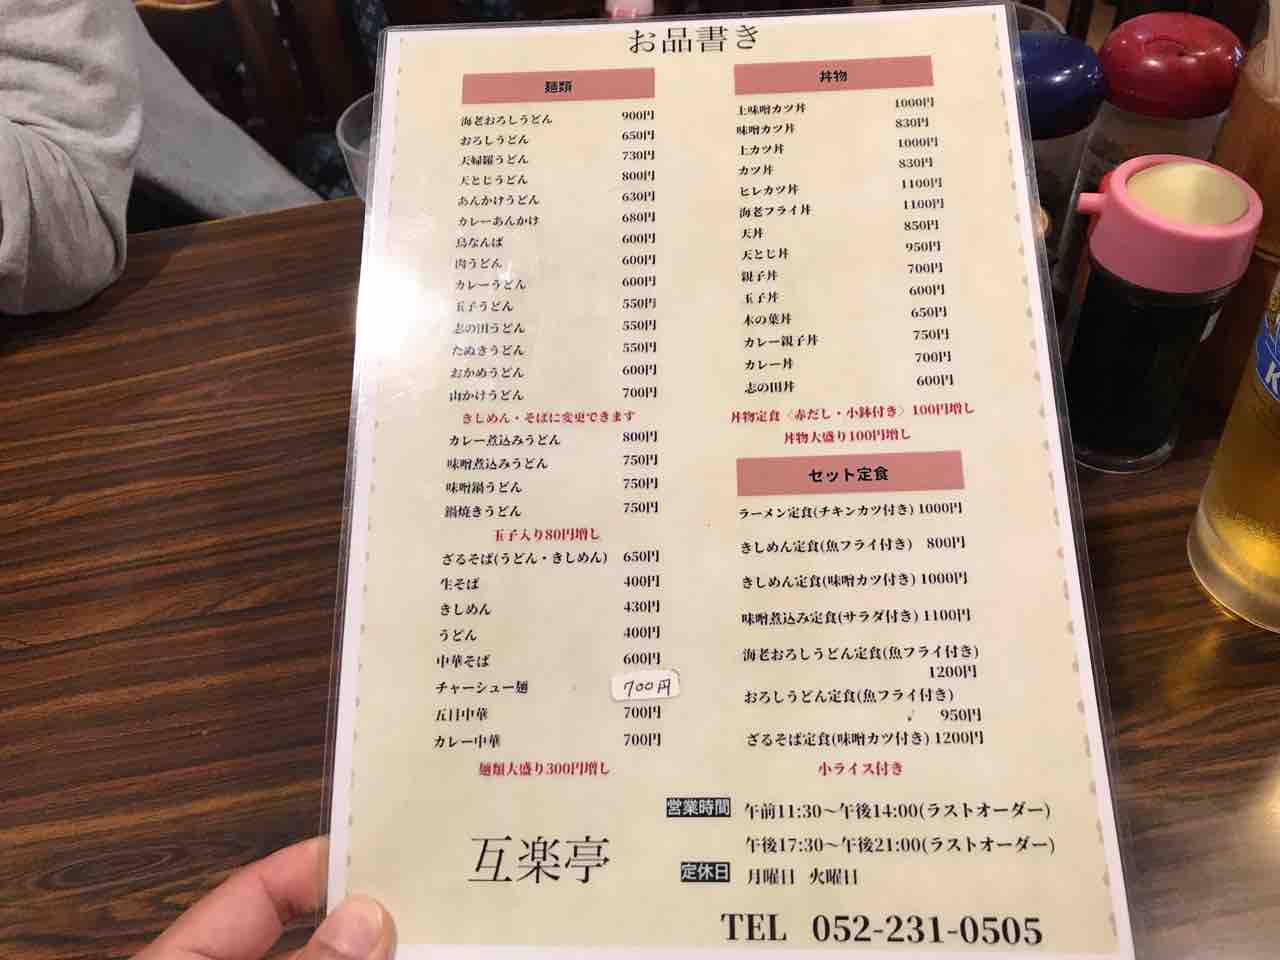 お品書き
麺類
海老おろしうどん 900円
おろしうどん 650円
天婦羅うどん 730円
天とじうどん 800円
あんかけうどん 630円
カレーあんかけ 680円
鳥なんば 600円
肉うどん 600円
カレーうどん 600円
玉子うどん 550円
志の田うどん 550円
たぬきうどん 550円
おかめうどん 600円
山かけうどん 700円
きしめん・そばに変更できます
カレー煮込みうどん 800円
味噌煮込みうどん 750円
味噌鍋うどん 750円
鍋焼きうどん 750円
玉子入り80円増し
ざるそば(うどん・きしめん) 650円
生そば 400円
きしめん 430円
うどん 400円
中華そば 600円
チャーシュー麺 700円
五目中華 700円
カレー中華 700円
麺類大盛り300円増し
丼物
上味噌カツ丼 1000円
味噌カツ丼 830円
上カツ丼 1000円
カツ丼 830円
ヒレカツ丼 1100円
海老フライ丼 1100円
天丼 850円
天とじ丼 950円
親子丼 700円
玉子丼 600円
木の葉丼 650円
カレー親子丼 750円
カレー丼 700円
志の田丼 600円
丼物定食〈赤だし・小鉢付き〉100円増し
丼物大盛り100円増し
セット定食
ラーメン定食(チキンカツ付き) 1000円
きしめん定食(魚フライ付き) 800円
きしめん定食(味噌カツ付き) 1000円
味噌煮込み定食(サラダ付き) 1100円
海老おろしうどん定食(魚フライ付き)
1200円
おろしうどん定食(魚フライ付き)
950円
ざるそば定食(味噌カツ付き) 1200円
小ライス付き
営業時間 午前11:30～午後14:00(ラストオーダー)
午後17:30～午後21:00(ラストオーダー)
定休日 月曜日 火曜日
互楽亭
TEL 052-231-0505